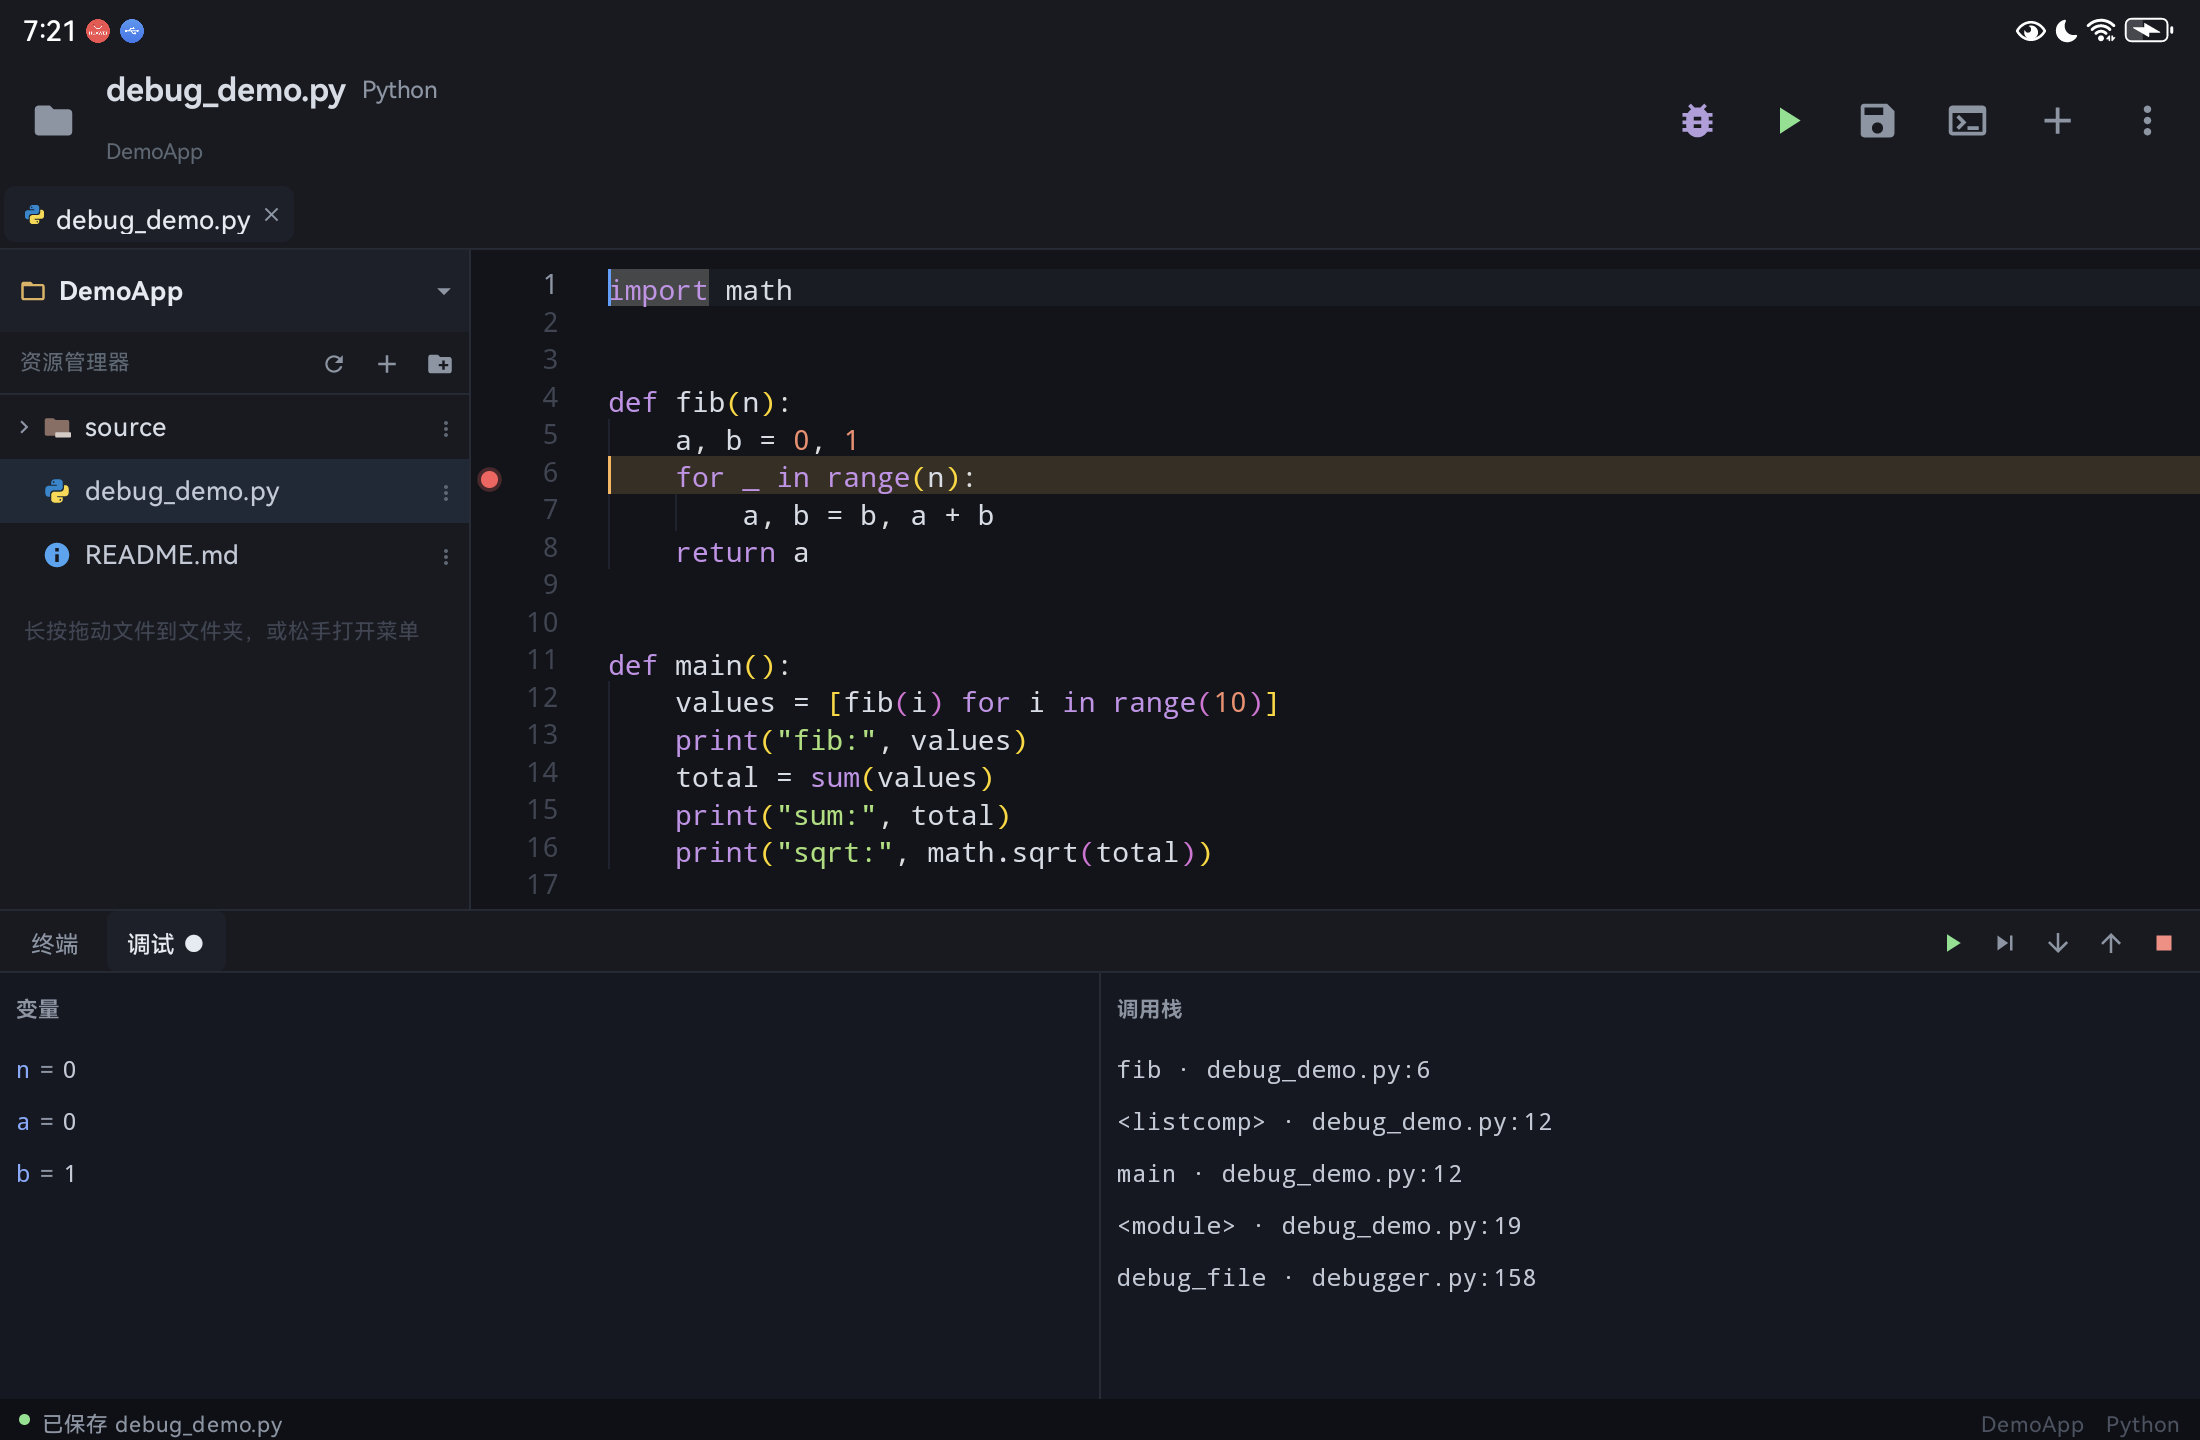 7:21
debug_demo.py Python
DemoApp
debug_demo.py
DemoApp
资源管理器
source
debug_demo.py
README.md
长按拖动文件到文件夹，或松手打开菜单
1 import math
2
3
4 def fib(n):
5     a, b = 0, 1
6     for _ in range(n):
7         a, b = b, a + b
8     return a
9
10
11 def main():
12     values = [fib(i) for i in range(10)]
13     print("fib:", values)
14     total = sum(values)
15     print("sum:", total)
16     print("sqrt:", math.sqrt(total))
17
终端 调试
变量
n = 0
a = 0
b = 1
调用栈
fib · debug_demo.py:6
<listcomp> · debug_demo.py:12
main · debug_demo.py:12
<module> · debug_demo.py:19
debug_file · debugger.py:158
已保存 debug_demo.py
DemoApp Python